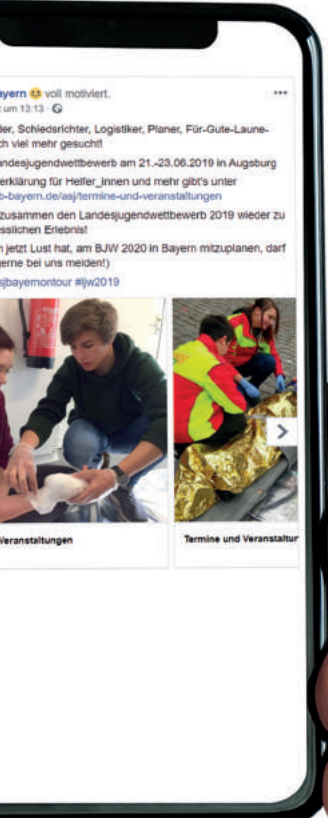 ayern voll motiviert.
um 13:13
der, Schiedsrichter, Logistiker, Planer, Für-Gute-Laune-
ch viel mehr gesucht!
andesjugendwettbewerb am 21.-23.06.2019 in Augsburg
erklärung für Helfer_innen und mehr gibt's unter
b-bayern.de/asj/termine-und-veranstaltungen
zusammen den Landesjugendwettbewerb 2019 wieder zu
esslichen Erlebnis!
n jetzt Lust hat, am BJW 2020 in Bayern mitzuplanen, darf
gerne bei uns melden!)
sjbayernontour #ljw2019
Veranstaltungen
Termine und Veranstaltur